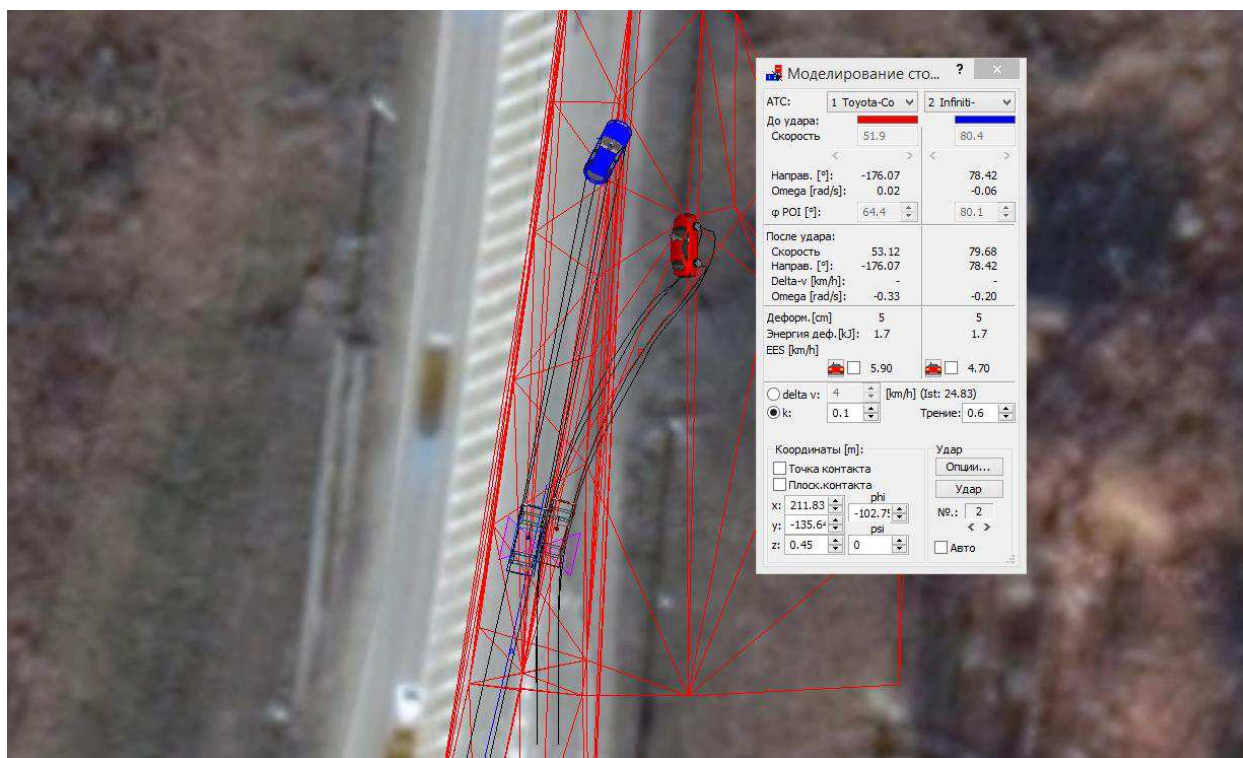 Моделирование сто... ?
АТС: 1 Toyota-Co 2 Infiniti-
До удара:
Скорость 51.9 80.4
< > < >
Направ. [°]: -176.07 78.42
Omega [rad/s]: 0.02 -0.06
φ POI [°]: 64.4 80.1
После удара:
Скорость 53.12 79.68
Направ. [°]: -176.07 78.42
Delta-v [km/h]: - -
Omega [rad/s]: -0.33 -0.20
Деформ.[cm] 5 5
Энергия деф.[kJ]: 1.7 1.7
EES [km/h]
5.90 4.70
delta v: 4 [km/h] (Ist: 24.83)
k: 0.1 Трение: 0.6
Координаты [m]: Удар
Точка контакта Опции...
Плоск.контакта Удар
x: 211.83 phi -102.75 №.: 2
y: -135.64 psi < >
z: 0.45 0 Авто